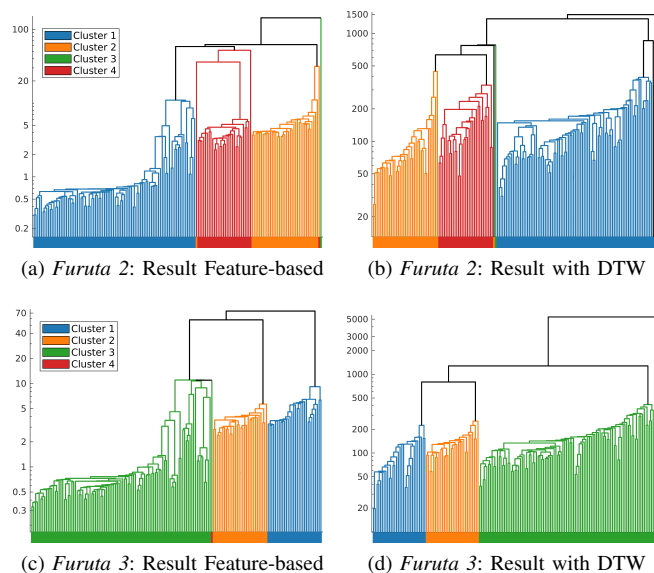 100
20
5
2
1
0.5
0.2
Cluster 1
Cluster 2
Cluster 3
Cluster 4
1500
1000
500
200
100
50
20
(a) Furuta 2: Result Feature-based
(b) Furuta 2: Result with DTW
70
40
20
10
5
2
1
0.5
0.3
Cluster 1
Cluster 2
Cluster 3
Cluster 4
5000
3000
1000
500
200
100
50
20
(c) Furuta 3: Result Feature-based
(d) Furuta 3: Result with DTW